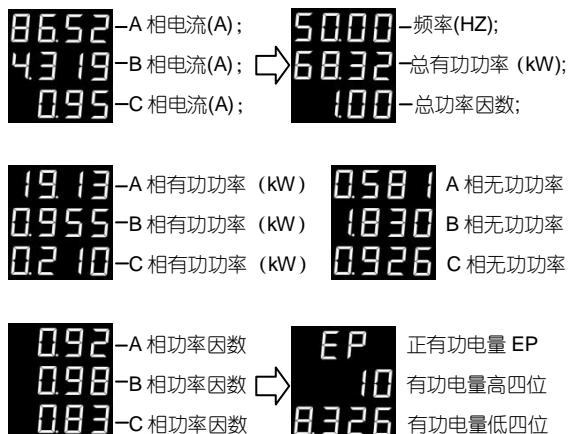 86.52 –A 相电流(A); 50.00 –频率(HZ);
4.319 –B 相电流(A); 68.32 –总有功功率 (kW);
0.95 –C 相电流(A); 1.00 –总功率因数;
19.13 –A 相有功功率 (kW) 0.581 A 相无功功率
0.955 –B 相有功功率 (kW) 1.830 B 相无功功率
0.210 –C 相有功功率 (kW) 0.926 C 相无功功率
0.92 –A 相功率因数 EP 正有功电量 EP
0.98 –B 相功率因数 10 有功电量高四位
0.83 –C 相功率因数 8.326 有功电量低四位